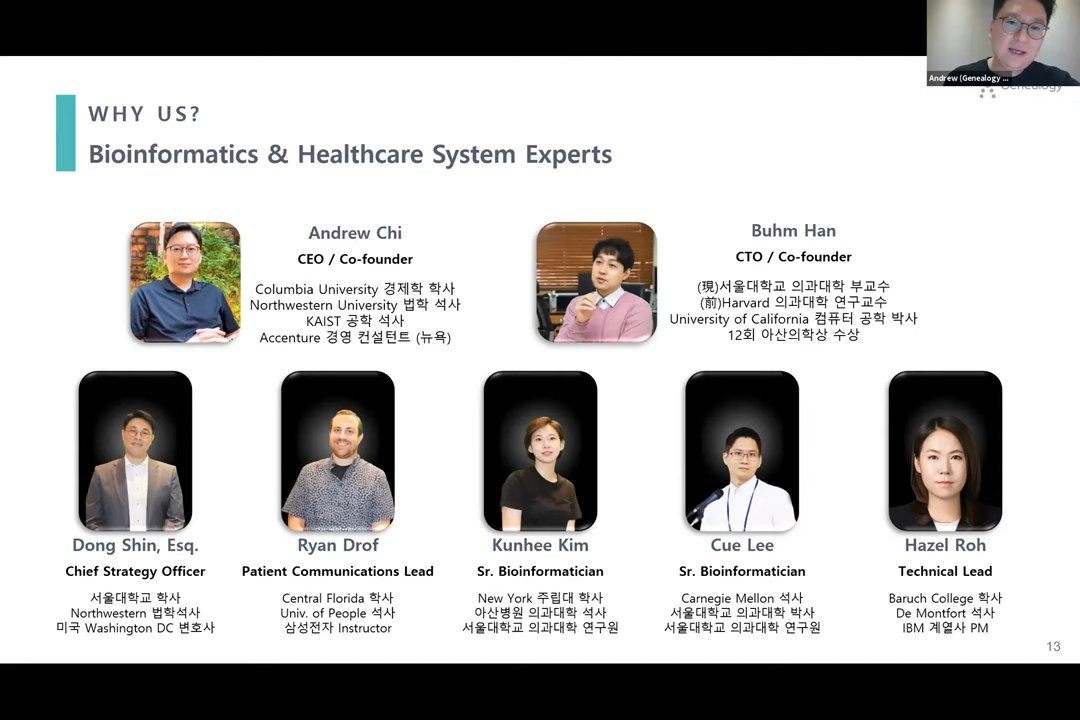 Andrew (Genealogy ...
Genealogy
WHY US?
Bioinformatics & Healthcare System Experts
Andrew Chi
CEO / Co-founder
Columbia University 경제학 학사
Northwestern University 법학 석사
KAIST 공학 석사
Accenture 경영 컨설턴트 (뉴욕)
Buhm Han
CTO / Co-founder
(現)서울대학교 의과대학 부교수
(前)Harvard 의과대학 연구교수
University of California 컴퓨터 공학 박사
12회 아산의학상 수상
Dong Shin, Esq.
Chief Strategy Officer
서울대학교 학사
Northwestern 법학석사
미국 Washington DC 변호사
Ryan Drof
Patient Communications Lead
Central Florida 학사
Univ. of People 석사
삼성전자 Instructor
Kunhee Kim
Sr. Bioinformatician
New York 주립대 학사
아산병원 의과대학 석사
서울대학교 의과대학 연구원
Cue Lee
Sr. Bioinformatician
Carnegie Mellon 석사
서울대학교 의과대학 박사
서울대학교 의과대학 연구원
Hazel Roh
Technical Lead
Baruch College 학사
De Montfort 석사
IBM 계열사 PM
13